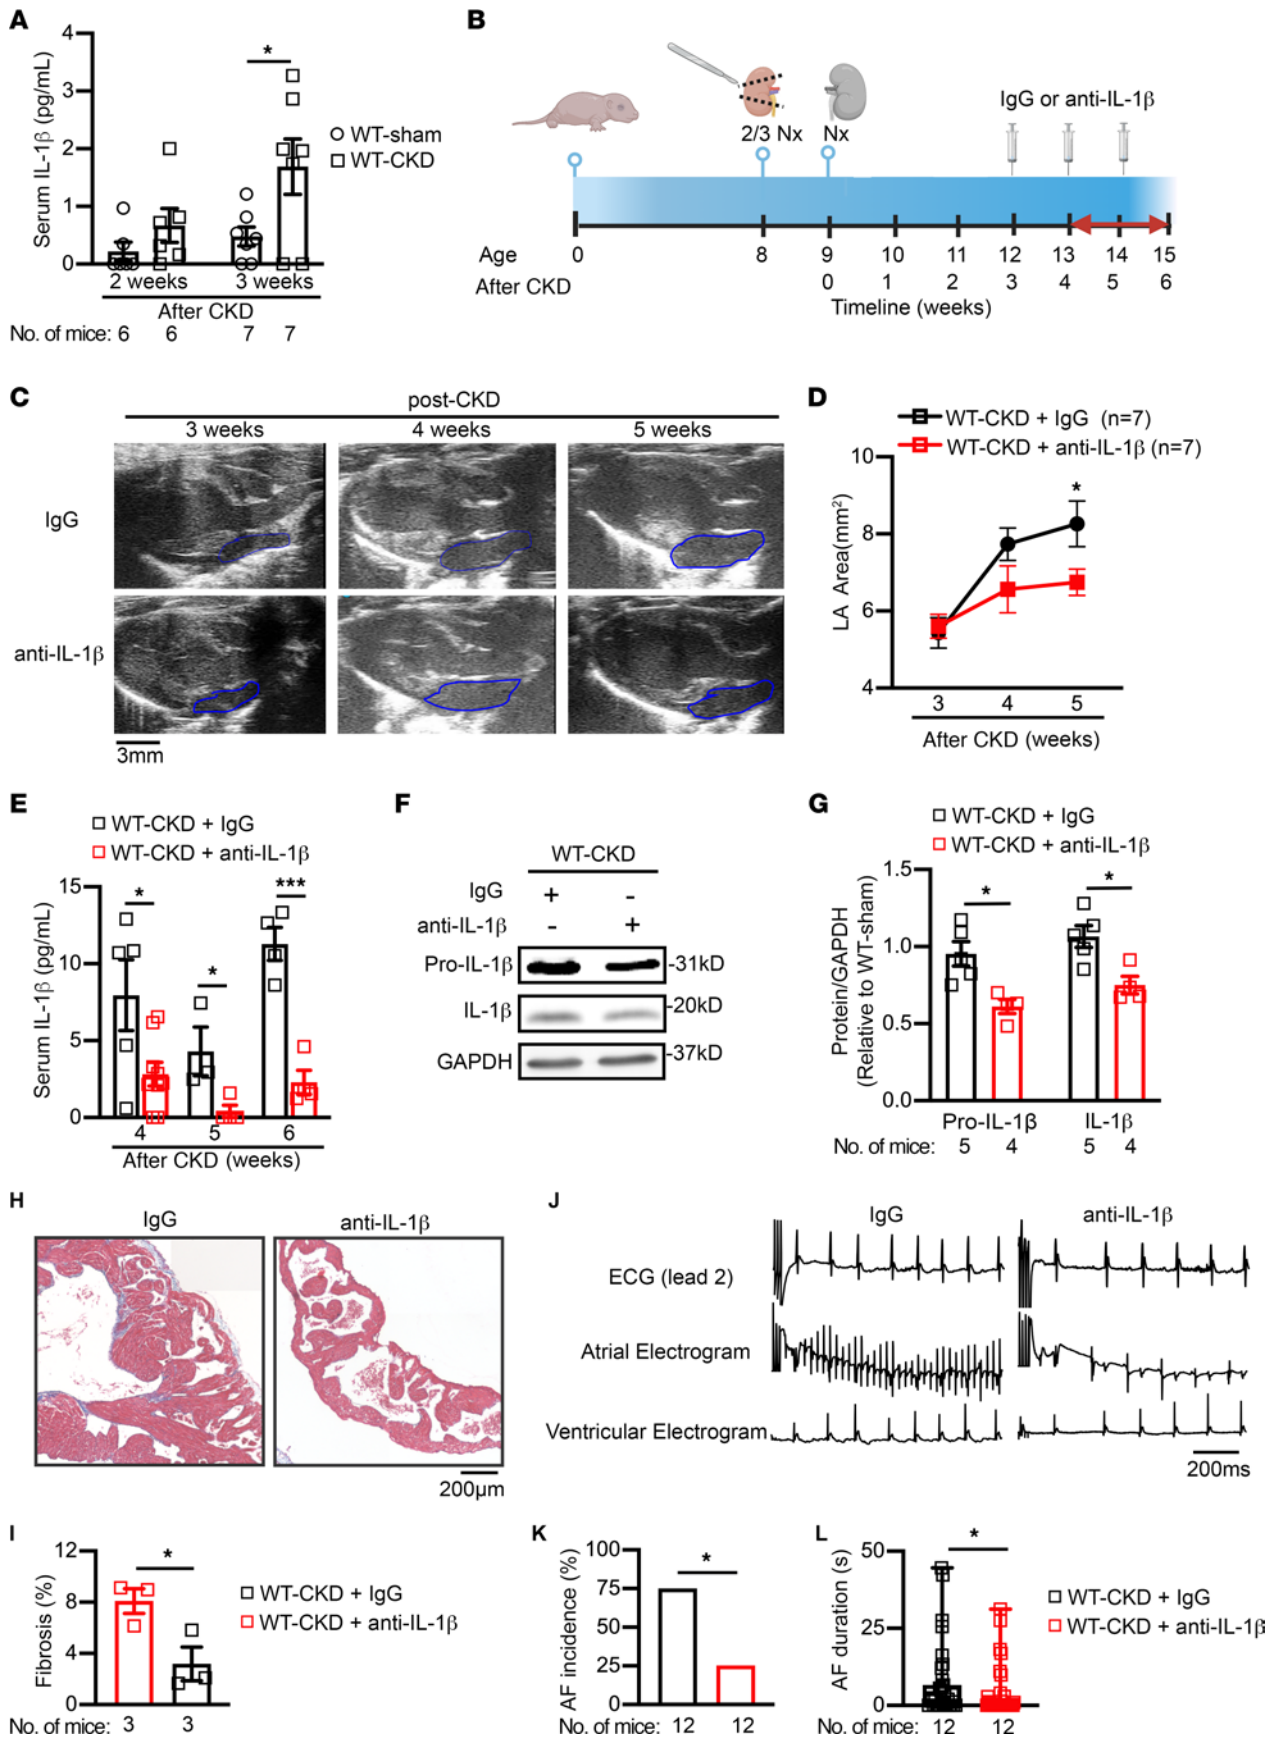 A
Serum IL-1β (pg/mL)
4
3
2
1
0
*
WT-sham
WT-CKD
2 weeks 3 weeks
After CKD
No. of mice: 6 6 7 7
B
2/3 Nx Nx
IgG or anti-IL-1β
Age 0 8 9 10 11 12 13 14 15
After CKD 0 1 2 3 4 5 6
Timeline (weeks)
C
post-CKD
3 weeks 4 weeks 5 weeks
IgG
anti-IL-1β
3mm
D
WT-CKD + IgG (n=7)
WT-CKD + anti-IL-1β (n=7)
LA Area(mm²)
10
8
6
4
*
3 4 5
After CKD (weeks)
E
WT-CKD + IgG
WT-CKD + anti-IL-1β
Serum IL-1β (pg/mL)
15
10
5
0
* * ***
4 5 6
After CKD (weeks)
F
WT-CKD
IgG + -
anti-IL-1β - +
Pro-IL-1β -31kD
IL-1β -20kD
GAPDH -37kD
G
WT-CKD + IgG
WT-CKD + anti-IL-1β
Protein/GAPDH
(Relative to WT-sham)
1.5
1.0
0.5
0.0
* *
Pro-IL-1β IL-1β
No. of mice: 5 4 5 4
H
IgG anti-IL-1β
200μm
J
IgG anti-IL-1β
ECG (lead 2)
Atrial Electrogram
Ventricular Electrogram
200ms
I
Fibrosis (%)
12
8
4
0
*
WT-CKD + IgG
WT-CKD + anti-IL-1β
No. of mice: 3 3
K
AF incidence (%)
100
75
50
25
0
*
No. of mice: 12 12
L
AF duration (s)
50
25
0
*
WT-CKD + IgG
WT-CKD + anti-IL-1β
No. of mice: 12 12